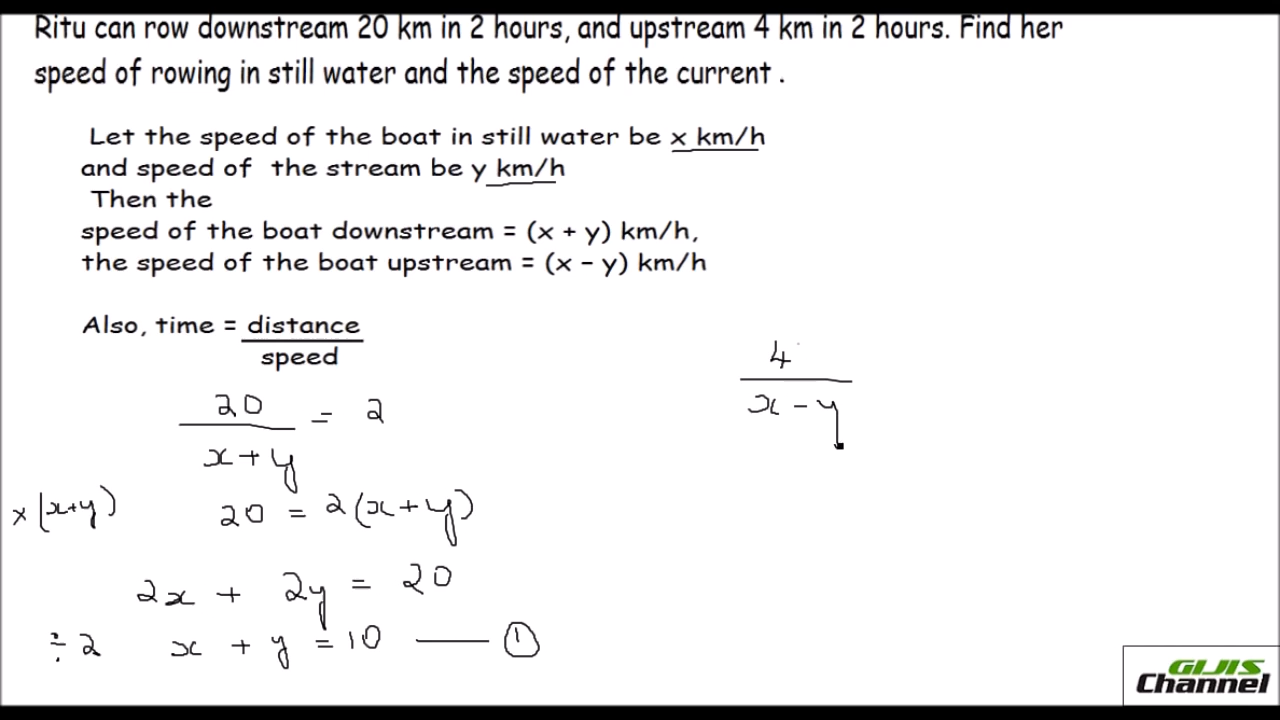 Ritu can row downstream 20 km in 2 hours, and upstream 4 km in 2 hours. Find her
speed of rowing in still water and the speed of the current .
Let the speed of the boat in still water be x km/h
and speed of the stream be y km/h
Then the
speed of the boat downstream = (x + y) km/h,
the speed of the boat upstream = (x – y) km/h
Also, time = distance
speed
20
= 2
x + y
× (x+y) 20 = 2(x + y)
2x + 2y = 20
÷ 2 x + y = 10 —— ①
4
x - y
GIJIS
Channel